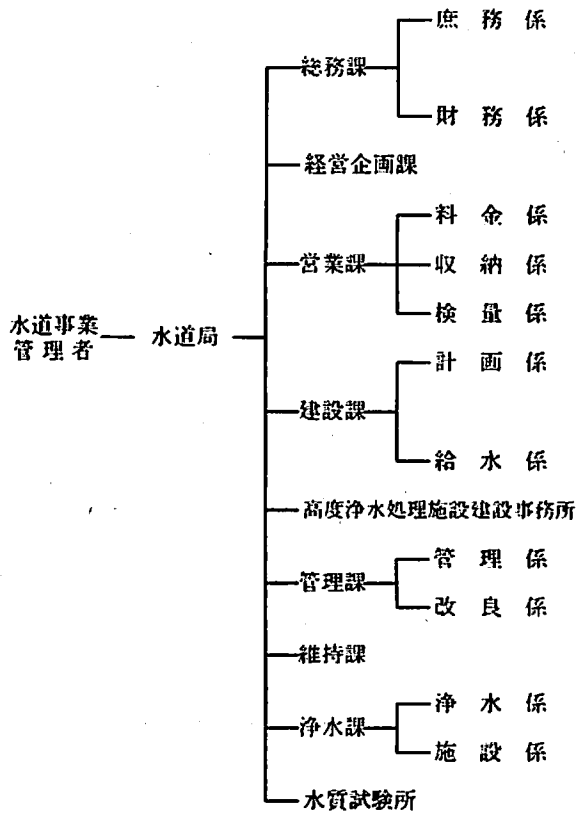 水道事業
管理者
水道局
総務課
庶務係
財務係
経営企画課
営業課
料金係
収納係
検量係
建設課
計画係
給水係
高度浄水処理施設建設事務所
管理課
管理係
改良係
維持課
浄水課
浄水係
施設係
水質試験所